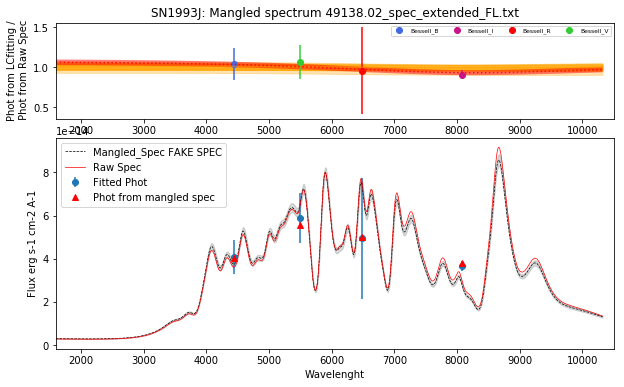 SN1993J: Mangled spectrum 49138.02_spec_extended_FL.txt
Phot from LCfitting /
Phot from Raw Spec
1.5
1.0
0.5
Bessell_B
Bessell_I
Bessell_R
Bessell_V
2000 3000 4000 5000 6000 7000 8000 9000 10000
Flux erg s-1 cm-2 A-1
8
6
4
2
0
Mangled_Spec FAKE SPEC
Raw Spec
Fitted Phot
Phot from mangled spec
2000 3000 4000 5000 6000 7000 8000 9000 10000
Wavelenght